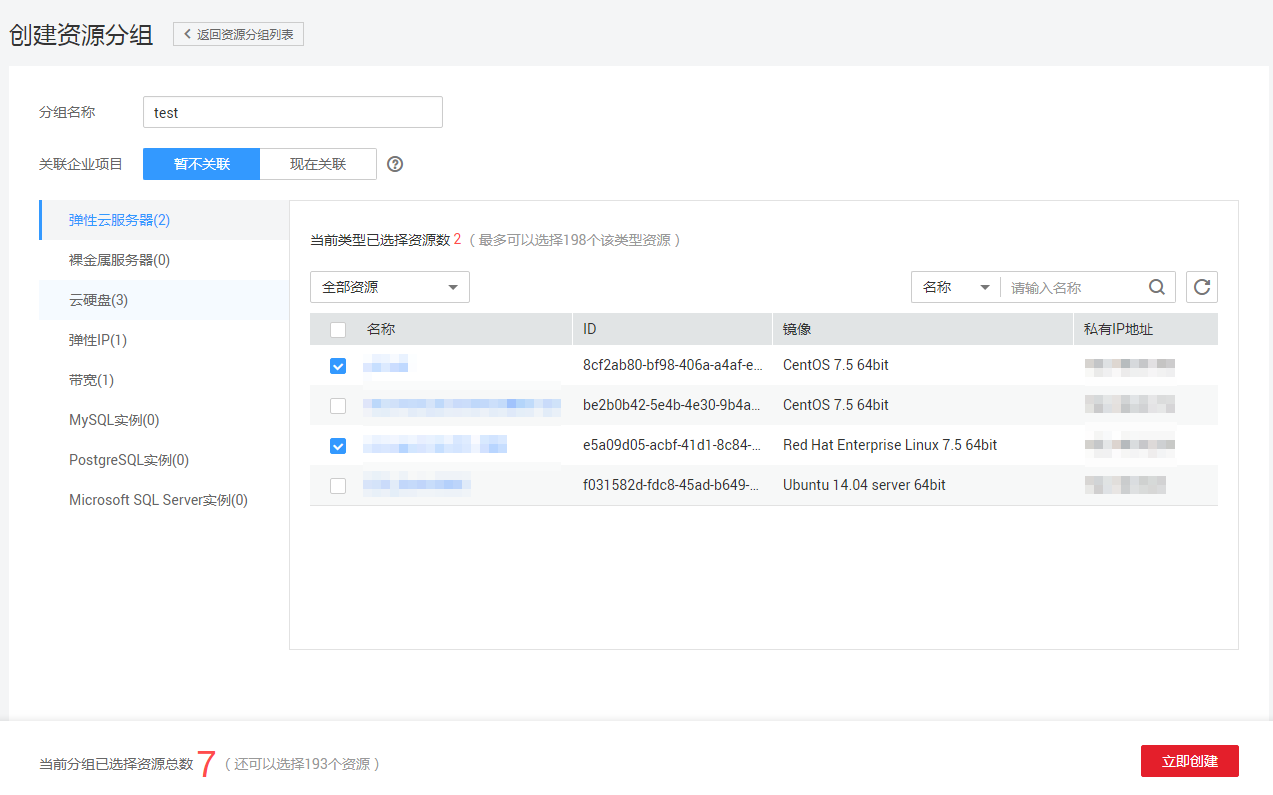 创建资源分组 返回资源分组列表
分组名称 test
关联企业项目 暂不关联 现在关联
弹性云服务器(2)
裸金属服务器(0)
云硬盘(3)
弹性IP(1)
带宽(1)
MySQL实例(0)
PostgreSQL实例(0)
Microsoft SQL Server实例(0)
当前类型已选择资源数 2 ( 最多可以选择198个该类型资源 )
全部资源 名称 请输入名称
名称 ID 镜像 私有IP地址
8cf2ab80-bf98-406a-a4af-e... CentOS 7.5 64bit
be2b0b42-5e4b-4e30-9b4a... CentOS 7.5 64bit
e5a09d05-acbf-41d1-8c84-... Red Hat Enterprise Linux 7.5 64bit
f031582d-fdc8-45ad-b649-... Ubuntu 14.04 server 64bit
当前分组已选择资源总数 7 ( 还可以选择193个资源 ) 立即创建